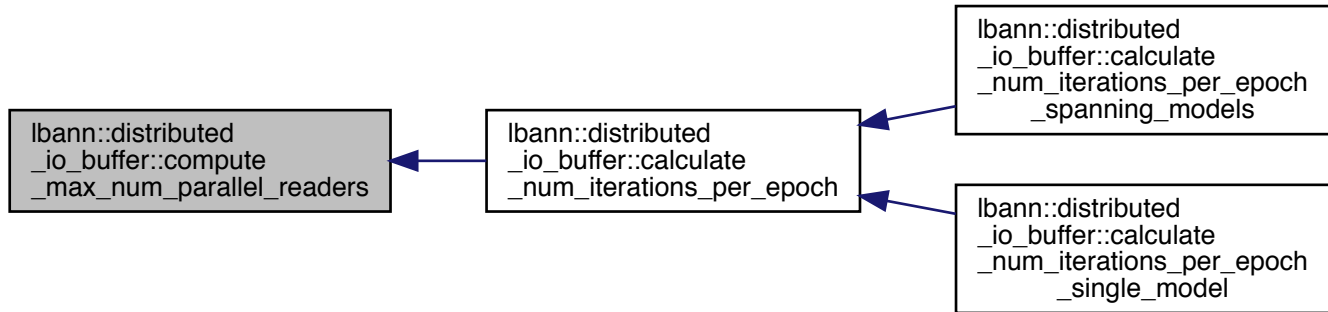 lbann::distributed
_io_buffer::compute
_max_num_parallel_readers
lbann::distributed
_io_buffer::calculate
_num_iterations_per_epoch
lbann::distributed
_io_buffer::calculate
_num_iterations_per_epoch
_spanning_models
lbann::distributed
_io_buffer::calculate
_num_iterations_per_epoch
_single_model